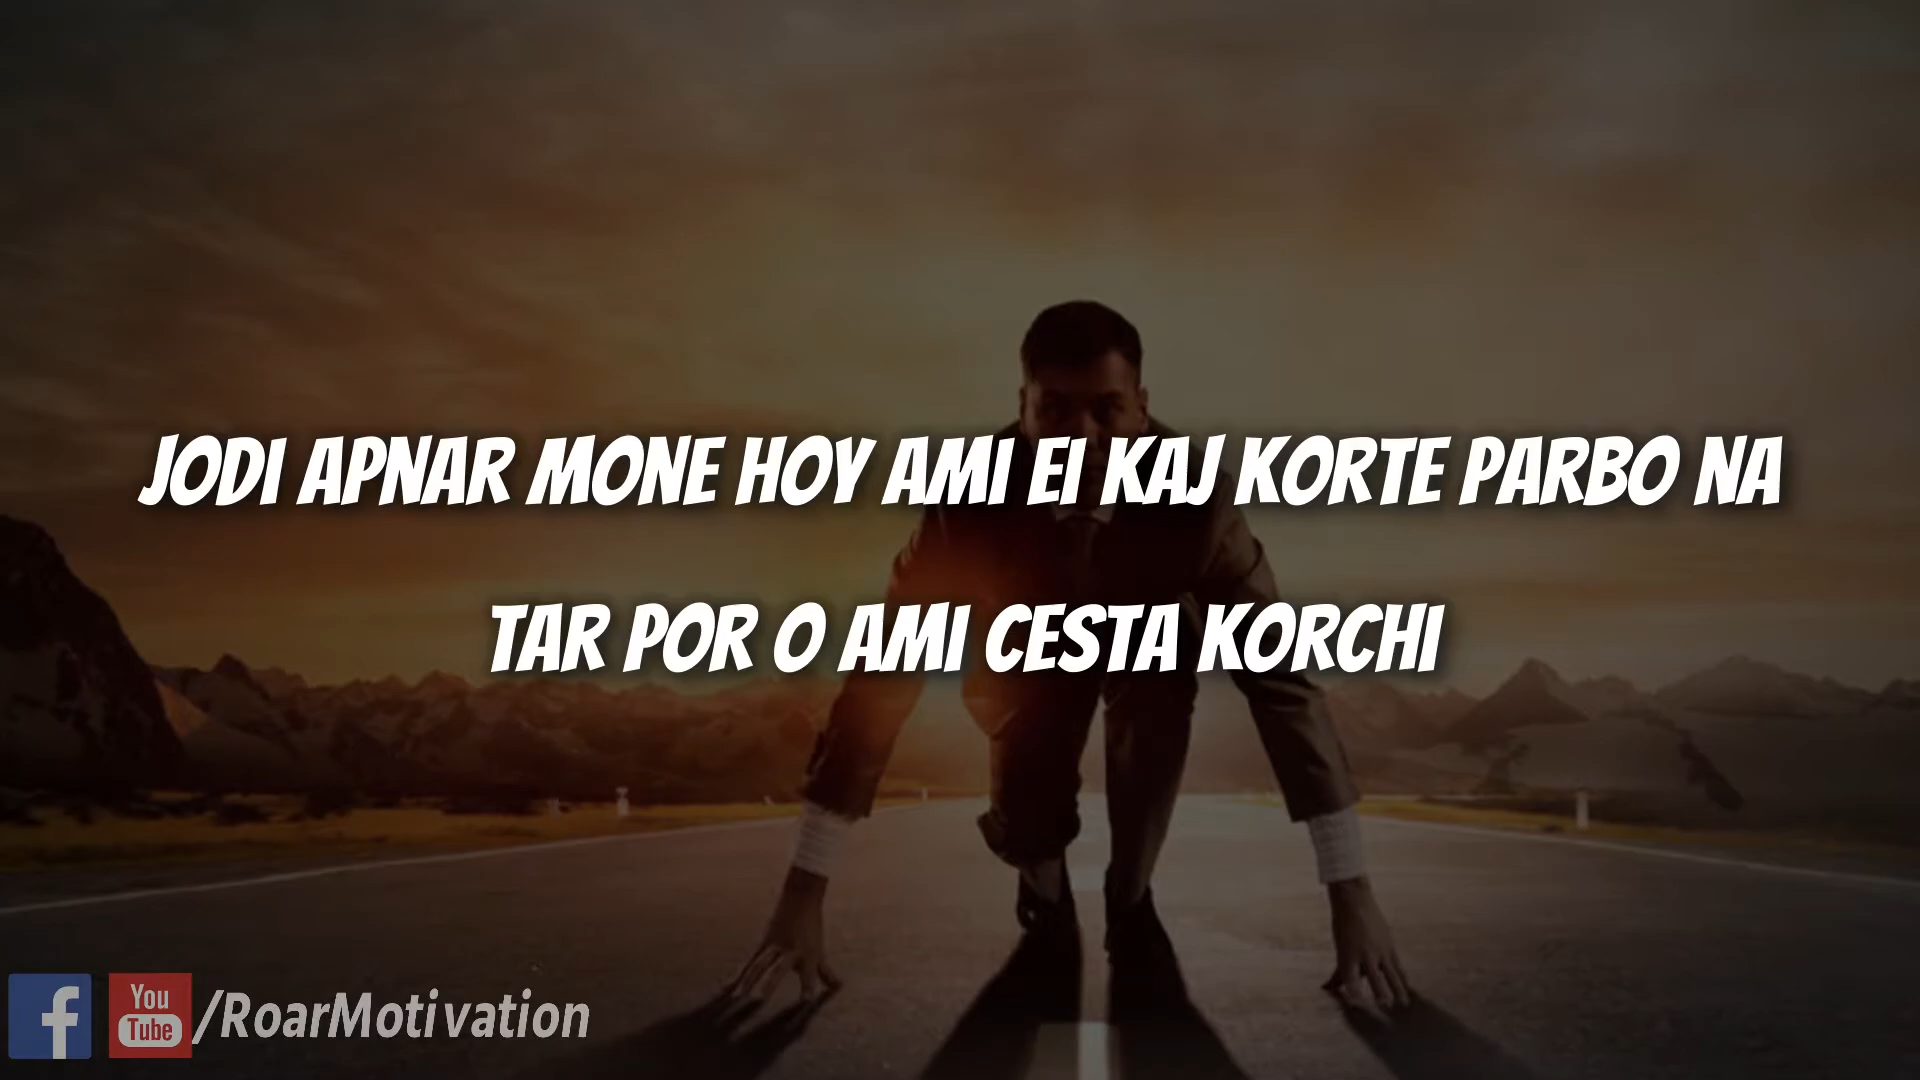 JODI APNAR MONE HOY AMI EI KAJ KORTE PARBO NA
TAR POR O AMI CESTA KORCHI
f You Tube /RoarMotivation